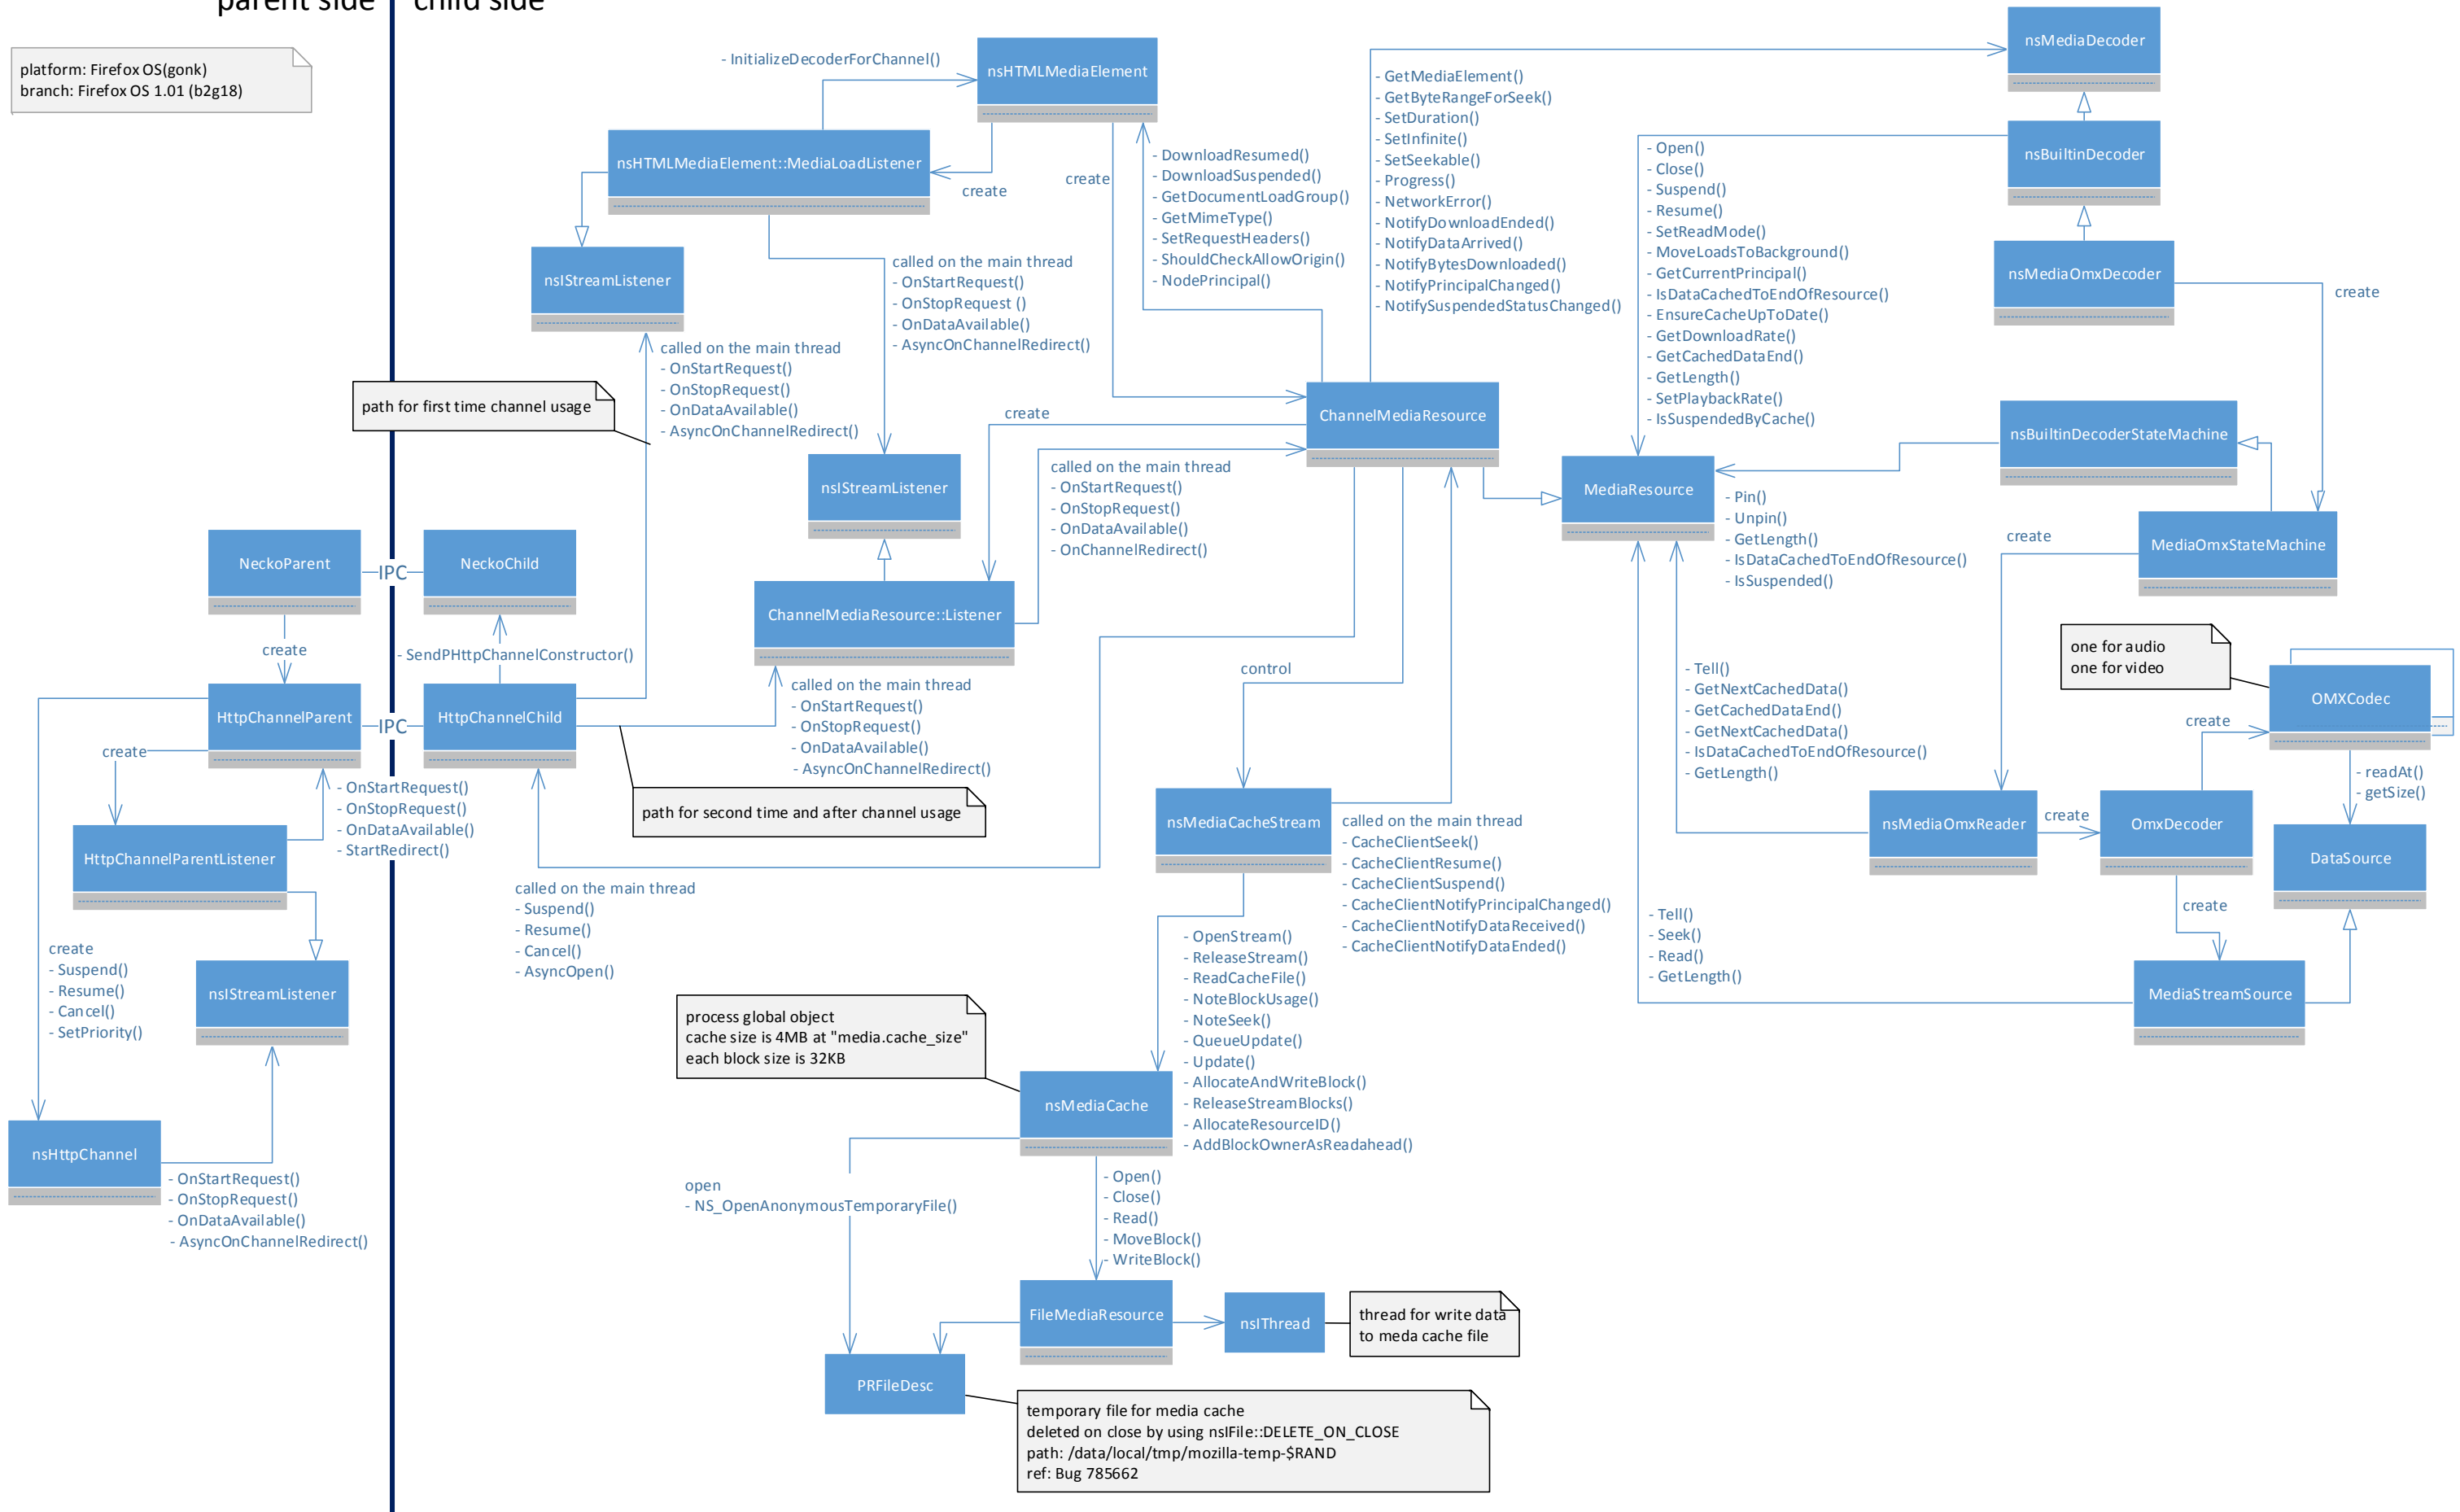 parent side
child side
platform: Firefox OS(gonk)
branch: Firefox OS 1.01 (b2g18)
- InitializeDecoderForChannel()
nsHTMLMediaElement
nsHTMLMediaElement::MediaLoadListener
create
nsIStreamListener
called on the main thread
- OnStartRequest()
- OnStopRequest ()
- OnDataAvailable()
- AsyncOnChannelRedirect()
called on the main thread
- OnStartRequest()
- OnStopRequest()
- OnDataAvailable()
- AsyncOnChannelRedirect()
path for first time channel usage
create
- DownloadResumed()
- DownloadSuspended()
- GetDocumentLoadGroup()
- GetMimeType()
- SetRequestHeaders()
- ShouldCheckAllowOrigin()
- NodePrincipal()
- GetMediaElement()
- GetByteRangeForSeek()
- SetDuration()
- SetInfinite()
- SetSeekable()
- Progress()
- NetworkError()
- NotifyDownloadEnded()
- NotifyDataArrived()
- NotifyBytesDownloaded()
- NotifyPrincipalChanged()
- NotifySuspendedStatusChanged()
nsMediaDecoder
nsBuiltinDecoder
nsMediaOmxDecoder
create
- Open()
- Close()
- Suspend()
- Resume()
- SetReadMode()
- MoveLoadsToBackground()
- GetCurrentPrincipal()
- IsDataCachedToEndOfResource()
- EnsureCacheUpToDate()
- GetDownloadRate()
- GetCachedDataEnd()
- GetLength()
- SetPlaybackRate()
- IsSuspendedByCache()
create
ChannelMediaResource
nsIStreamListener
called on the main thread
- OnStartRequest()
- OnStopRequest()
- OnDataAvailable()
- OnChannelRedirect()
MediaResource
nsBuiltinDecoderStateMachine
- Pin()
- Unpin()
- GetLength()
- IsDataCachedToEndOfResource()
- IsSuspended()
create
MediaOmxStateMachine
NeckoParent
IPC
NeckoChild
create
- SendPHttpChannelConstructor()
ChannelMediaResource::Listener
HttpChannelParent
IPC
HttpChannelChild
called on the main thread
- OnStartRequest()
- OnStopRequest()
- OnDataAvailable()
- AsyncOnChannelRedirect()
control
- Tell()
- GetNextCachedData()
- GetCachedDataEnd()
- GetNextCachedData()
- IsDataCachedToEndOfResource()
- GetLength()
one for audio
one for video
OMXCodec
create
- readAt()
- getSize()
create
- OnStartRequest()
- OnStopRequest()
- OnDataAvailable()
- StartRedirect()
path for second time and after channel usage
HttpChannelParentListener
nsMediaCacheStream
called on the main thread
- CacheClientSeek()
- CacheClientResume()
- CacheClientSuspend()
- CacheClientNotifyPrincipalChanged()
- CacheClientNotifyDataReceived()
- CacheClientNotifyDataEnded()
nsMediaOmxReader
create
OmxDecoder
DataSource
create
called on the main thread
- Suspend()
- Resume()
- Cancel()
- AsyncOpen()
- Tell()
- Seek()
- Read()
- GetLength()
MediaStreamSource
create
- Suspend()
- Resume()
- Cancel()
- SetPriority()
nsIStreamListener
- OpenStream()
- ReleaseStream()
- ReadCacheFile()
- NoteBlockUsage()
- NoteSeek()
- QueueUpdate()
- Update()
- AllocateAndWriteBlock()
- ReleaseStreamBlocks()
- AllocateResourceID()
- AddBlockOwnerAsReadahead()
process global object
cache size is 4MB at "media.cache_size"
each block size is 32KB
nsMediaCache
nsHttpChannel
- OnStartRequest()
- OnStopRequest()
- OnDataAvailable()
- AsyncOnChannelRedirect()
open
- NS_OpenAnonymousTemporaryFile()
- Open()
- Close()
- Read()
- MoveBlock()
- WriteBlock()
FileMediaResource
nsIThread
thread for write data
to meda cache file
PRFileDesc
temporary file for media cache
deleted on close by using nsIFile::DELETE_ON_CLOSE
path: /data/local/tmp/mozilla-temp-$RAND
ref: Bug 785662